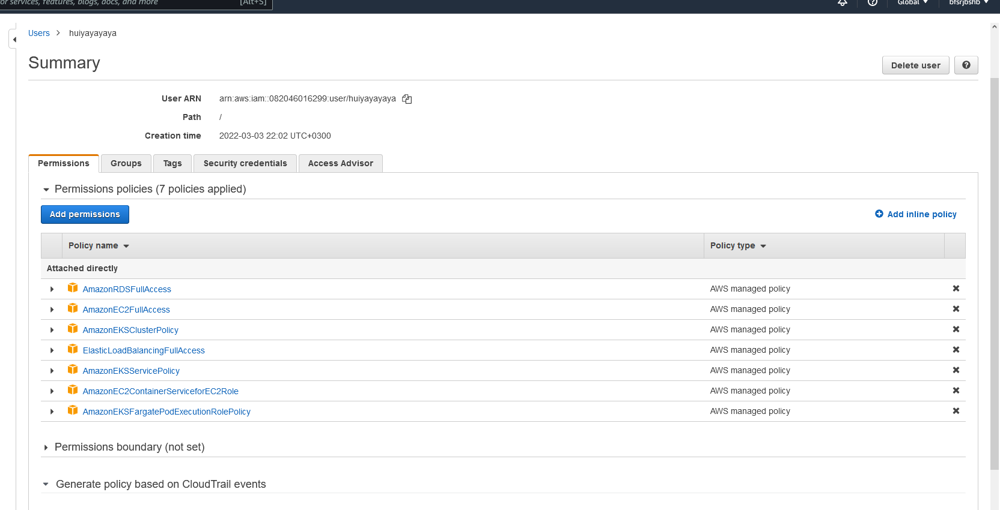 or services, features, blogs, docs, and more [Alt+S] Global bfsrjbshb
Users > huiyayayaya
Summary
Delete user
User ARN arn:aws:iam::082046016299:user/huiyayayaya
Path /
Creation time 2022-03-03 22:02 UTC+0300
Permissions Groups Tags Security credentials Access Advisor
Permissions policies (7 policies applied)
Add permissions Add inline policy
Policy name Policy type
Attached directly
AmazonRDSFullAccess AWS managed policy
AmazonEC2FullAccess AWS managed policy
AmazonEKSClusterPolicy AWS managed policy
ElasticLoadBalancingFullAccess AWS managed policy
AmazonEKSServicePolicy AWS managed policy
AmazonEC2ContainerServiceforEC2Role AWS managed policy
AmazonEKSFargatePodExecutionRolePolicy AWS managed policy
Permissions boundary (not set)
Generate policy based on CloudTrail events